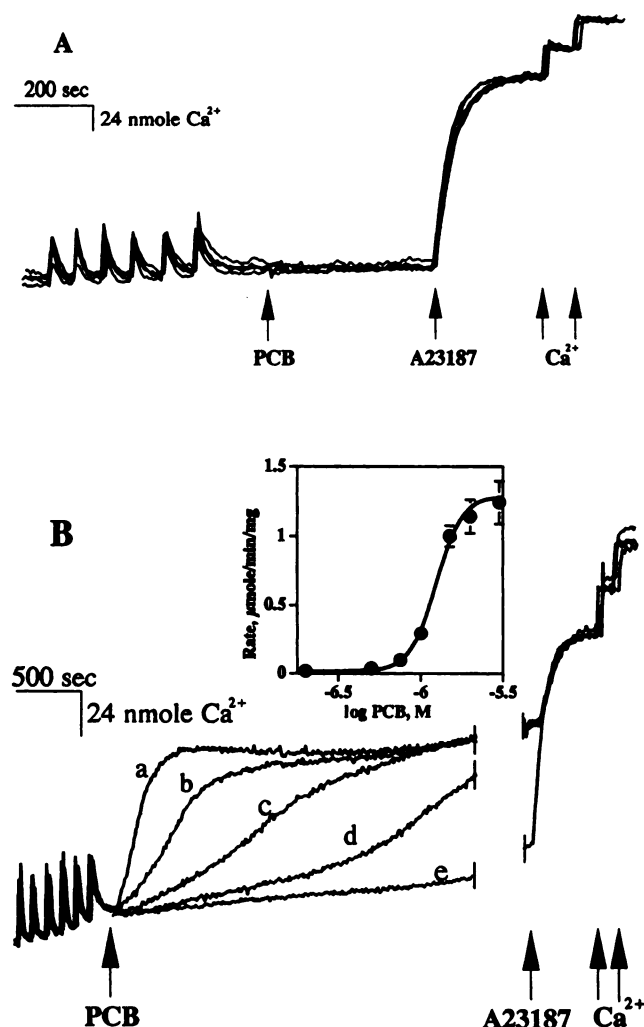 A
200 sec
24 nmole Ca²⁺
PCB
A23187
Ca²⁺
B
1.5
1
0.5
0
Rate, μmole/min/mg
-6.5
-6
-5.5
log PCB, M
500 sec
24 nmole Ca²⁺
a
b
c
d
e
PCB
A23187
Ca²⁺